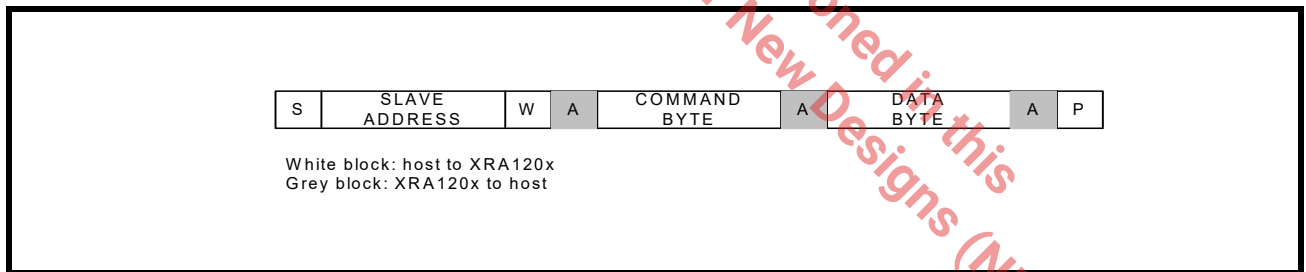 S SLAVE ADDRESS W A COMMAND BYTE A DATA BYTE A P
White block: host to XRA120x
Grey block: XRA120x to host
oned in this
New Designs (N